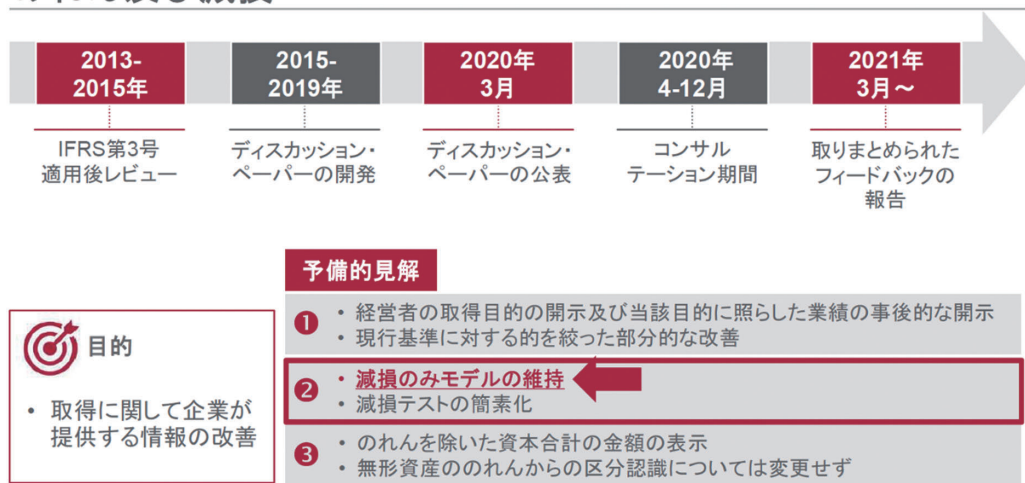 2013-
2015年
2015-
2019年
2020年
3月
2020年
4-12月
2021年
3月～
IFRS第3号
適用後レビュー
ディスカッション・
ペーパーの開発
ディスカッション・
ペーパーの公表
コンサル
テーション期間
取りまとめられた
フィードバックの
報告
予備的見解
目的
・ 取得に関して企業が
提供する情報の改善
❶
・ 経営者の取得目的の開示及び当該目的に照らした業績の事後的な開示
・ 現行基準に対する的を絞った部分的な改善
❷
・ 減損のみモデルの維持
・ 減損テストの簡素化
❸
・ のれんを除いた資本合計の金額の表示
・ 無形資産ののれんからの区分認識については変更せず